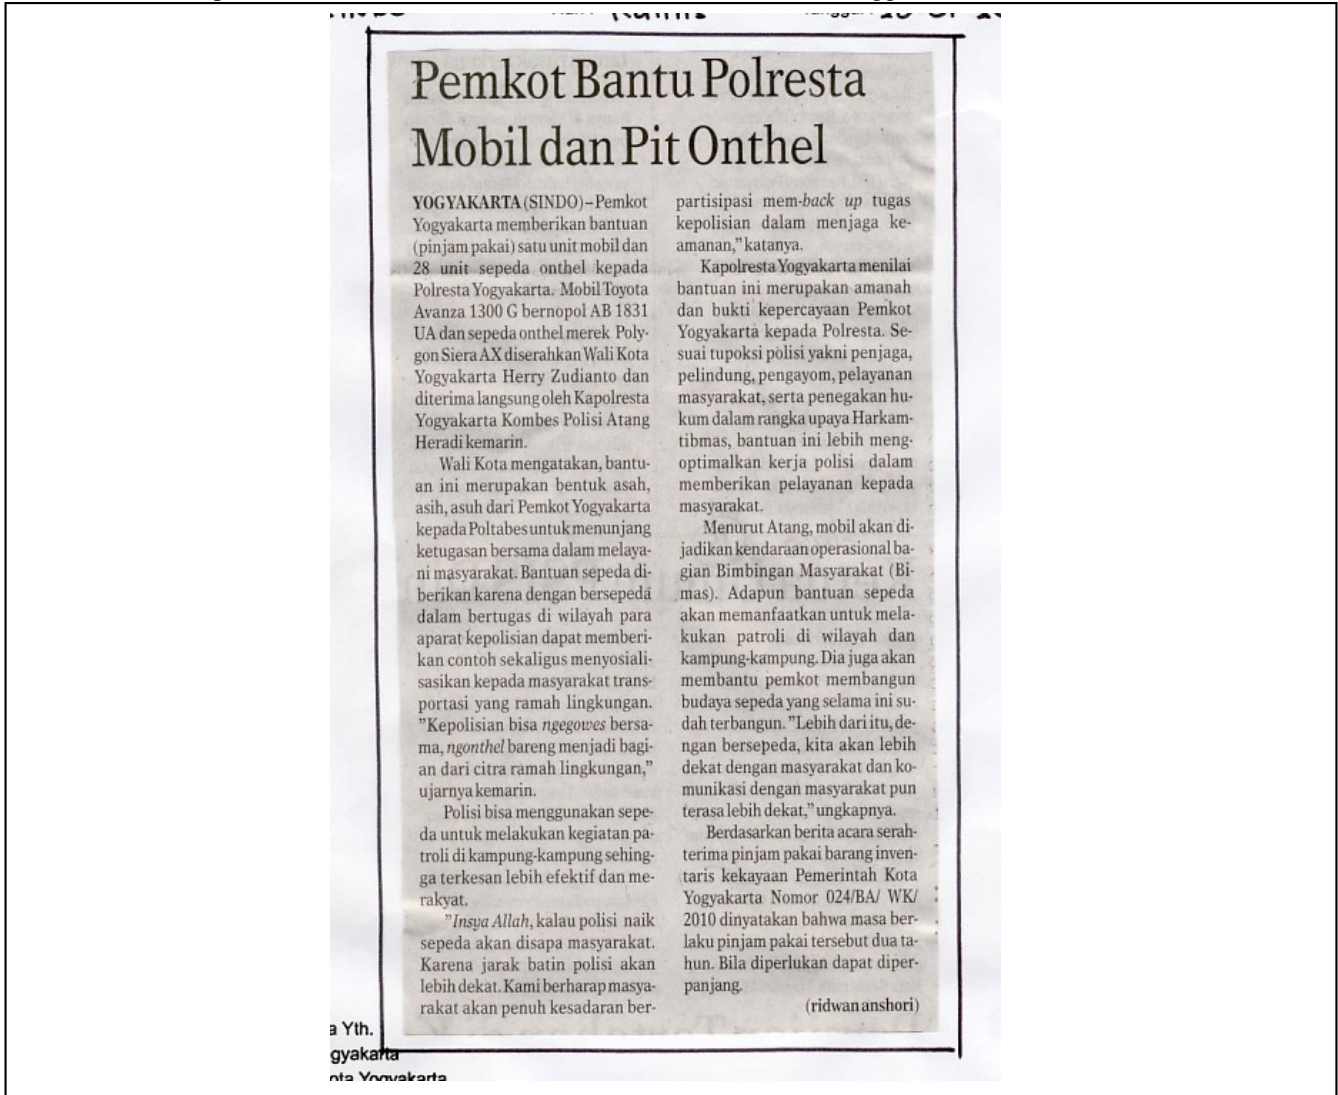 Pemkot Bantu Polresta
Mobil dan Pit Onthel
YOGYAKARTA (SINDO) – Pemkot
Yogyakarta memberikan bantuan
(pinjam pakai) satu unit mobil dan
28 unit sepeda onthel kepada
Polresta Yogyakarta. Mobil Toyota
Avanza 1300 G bernopol AB 1831
UA dan sepeda onthel merek Poly-
gon Siera AX diserahkan Wali Kota
Yogyakarta Herry Zudianto dan
diterima langsung oleh Kapolresta
Yogyakarta Kombes Polisi Atang
Heradi kemarin.
Wali Kota mengatakan, bantu-
an ini merupakan bentuk asah,
asih, asuh dari Pemkot Yogyakarta
kepada Poltabes untuk menunjang
ketugasan bersama dalam melaya-
ni masyarakat. Bantuan sepeda di-
berikan karena dengan bersepeda
dalam bertugas di wilayah para
aparat kepolisian dapat memberi-
kan contoh sekaligus menyosiali-
sasikan kepada masyarakat trans-
portasi yang ramah lingkungan.
"Kepolisian bisa ngegowes bersa-
ma, ngonthel bareng menjadi bagi-
an dari citra ramah lingkungan,"
ujarnya kemarin.
Polisi bisa menggunakan sepe-
da untuk melakukan kegiatan pa-
troli di kampung-kampung sehing-
ga terkesan lebih efektif dan me-
rakyat.
"Insya Allah, kalau polisi naik
sepeda akan disapa masyarakat.
Karena jarak batin polisi akan
lebih dekat. Kami berharap masya-
rakat akan penuh kesadaran ber-
partisipasi mem-back up tugas
kepolisian dalam menjaga ke-
amanan," katanya.
Kapolresta Yogyakarta menilai
bantuan ini merupakan amanah
dan bukti kepercayaan Pemkot
Yogyakarta kepada Polresta. Se-
suai tupoksi polisi yakni penjaga,
pelindung, pengayom, pelayanan
masyarakat, serta penegakan hu-
kum dalam rangka upaya Harkam-
tibmas, bantuan ini lebih meng-
optimalkan kerja polisi dalam
memberikan pelayanan kepada
masyarakat.
Menurut Atang, mobil akan di-
jadikan kendaraan operasional ba-
gian Bimbingan Masyarakat (Bi-
mas). Adapun bantuan sepeda
akan memanfaatkan untuk mela-
kukan patroli di wilayah dan
kampung-kampung. Dia juga akan
membantu pemkot membangun
budaya sepeda yang selama ini su-
dah terbangun. "Lebih dari itu, de-
ngan bersepeda, kita akan lebih
dekat dengan masyarakat dan ko-
munikasi dengan masyarakat pun
terasa lebih dekat," ungkapnya.
Berdasarkan berita acara serah-
terima pinjam pakai barang inven-
taris kekayaan Pemerintah Kota
Yogyakarta Nomor 024/BA/ WK/
2010 dinyatakan bahwa masa ber-
laku pinjam pakai tersebut dua ta-
hun. Bila diperlukan dapat diper-
panjang.
(ridwan anshori)
a Yth.
gyakarta
ota Yogyakarta